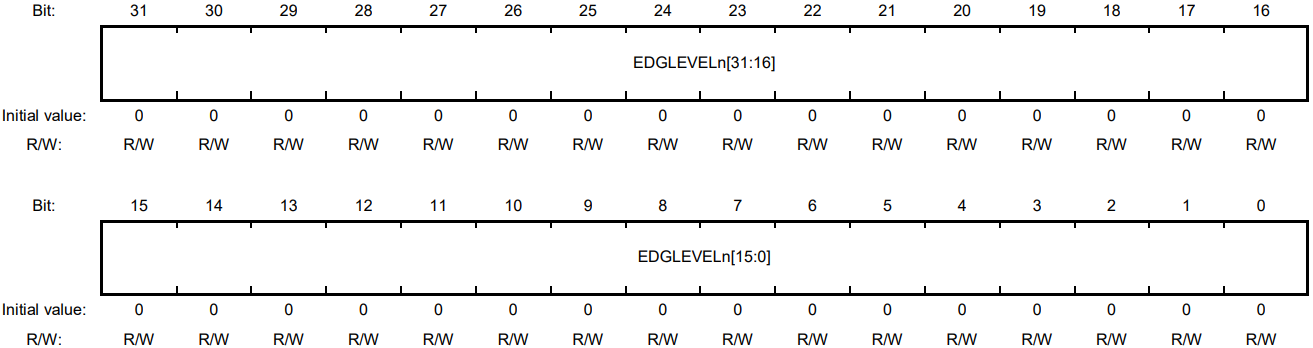 Bit: 31 30 29 28 27 26 25 24 23 22 21 20 19 18 17 16
EDGLEVELn[31:16]
Initial value: 0 0 0 0 0 0 0 0 0 0 0 0 0 0 0 0
R/W: R/W R/W R/W R/W R/W R/W R/W R/W R/W R/W R/W R/W R/W R/W R/W R/W
Bit: 15 14 13 12 11 10 9 8 7 6 5 4 3 2 1 0
EDGLEVELn[15:0]
Initial value: 0 0 0 0 0 0 0 0 0 0 0 0 0 0 0 0
R/W: R/W R/W R/W R/W R/W R/W R/W R/W R/W R/W R/W R/W R/W R/W R/W R/W